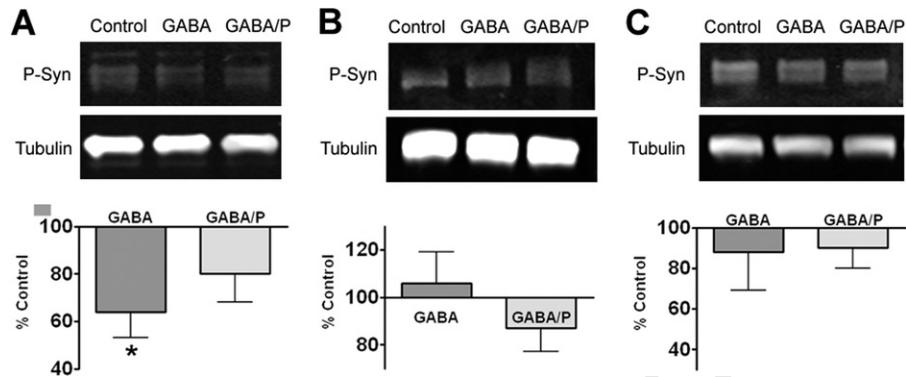 A
Control GABA GABA/P
P-Syn
Tubulin
GABA GABA/P
100
80
60
40
% Control
*
B
Control GABA GABA/P
P-Syn
Tubulin
120
100
80
% Control
GABA GABA/P
C
Control GABA GABA/P
P-Syn
Tubulin
GABA GABA/P
100
80
60
40
% Control